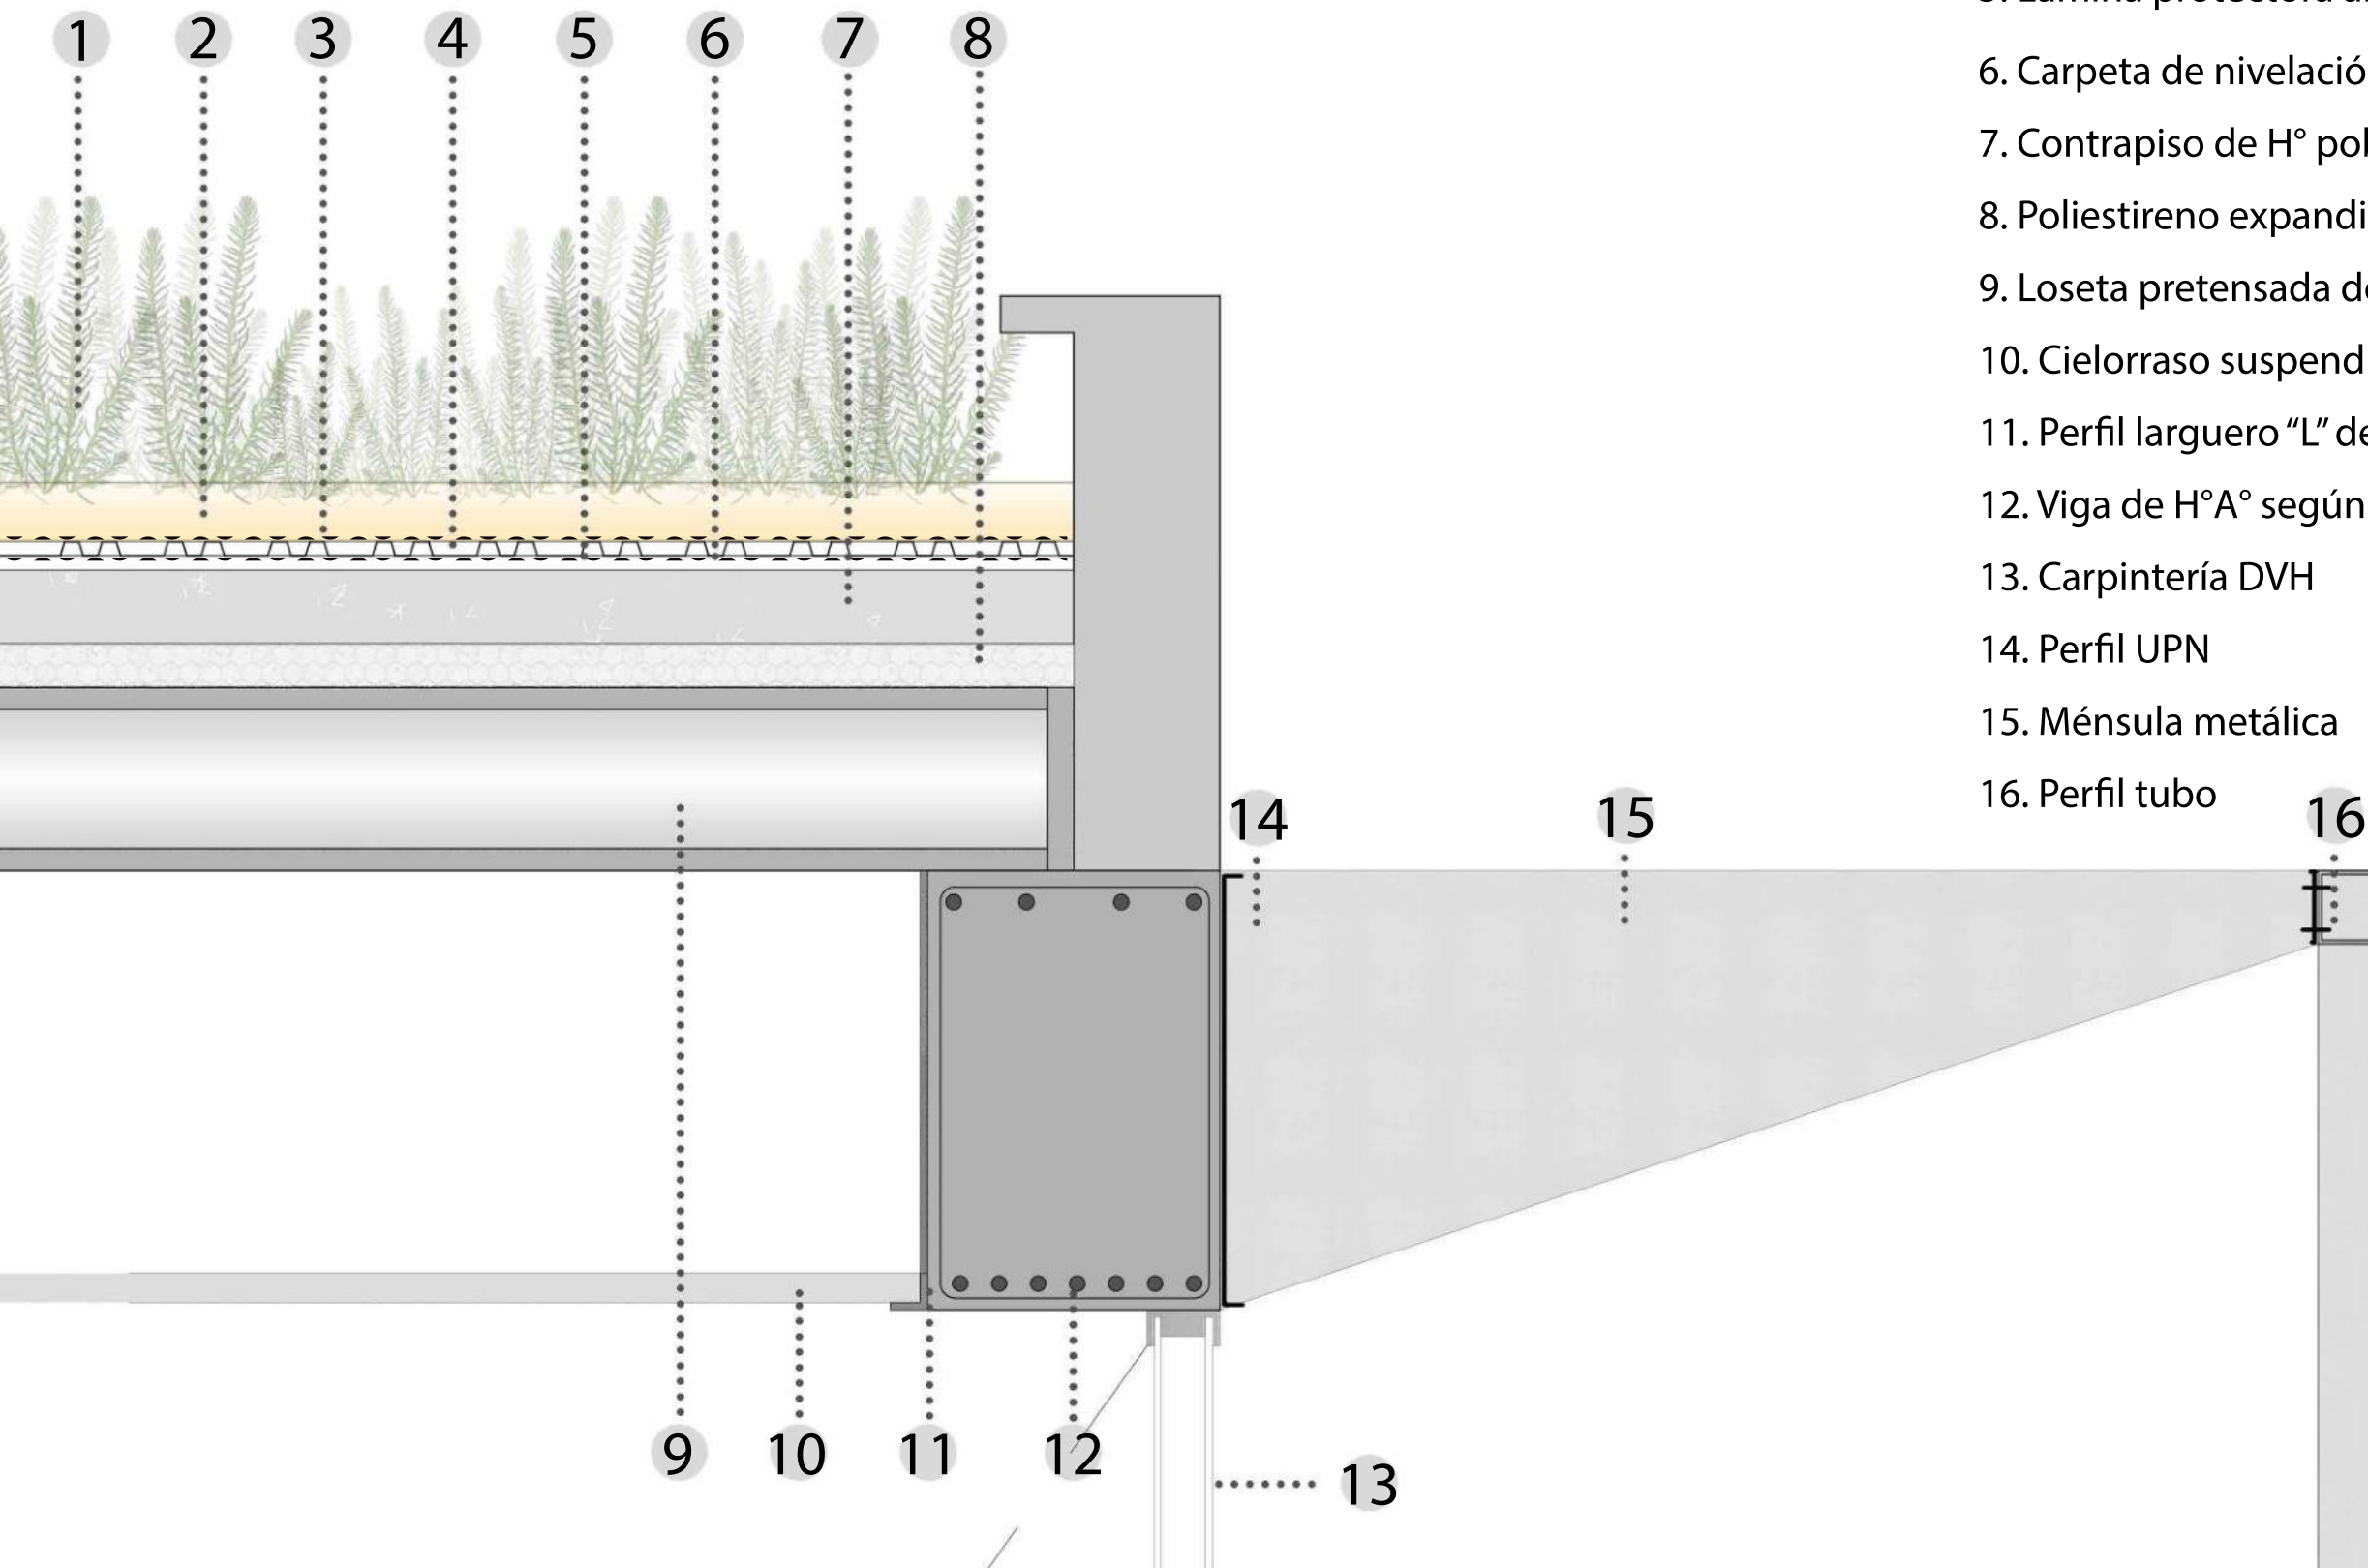 1 2 3 4 5 6 7 8
6. Carpeta de nivelació
7. Contrapiso de H° pol
8. Poliestireno expandi
9. Loseta pretensada de
10. Cielorraso suspend
11. Perfil larguero “L” de
12. Viga de H°A° según
13. Carpintería DVH
14. Perfil UPN
15. Ménsula metálica
16. Perfil tubo
14 15 16
9 10 11 12
13